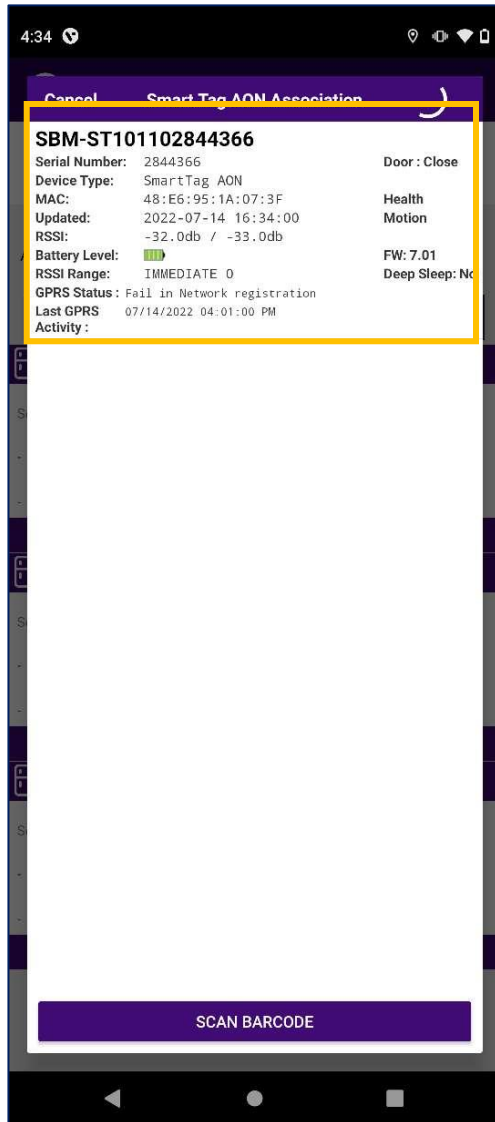 4:34
Cancel Smart Tag AON Association
SBM-ST101102844366
Serial Number: 2844366 Door : Close
Device Type: SmartTag AON
MAC: 48:E6:95:1A:07:3F Health
Updated: 2022-07-14 16:34:00 Motion
RSSI: -32.0db / -33.0db
Battery Level: FW: 7.01
RSSI Range: IMMEDIATE 0 Deep Sleep: No
GPRS Status : Fail in Network registration
Last GPRS 07/14/2022 04:01:00 PM
Activity :
SCAN BARCODE